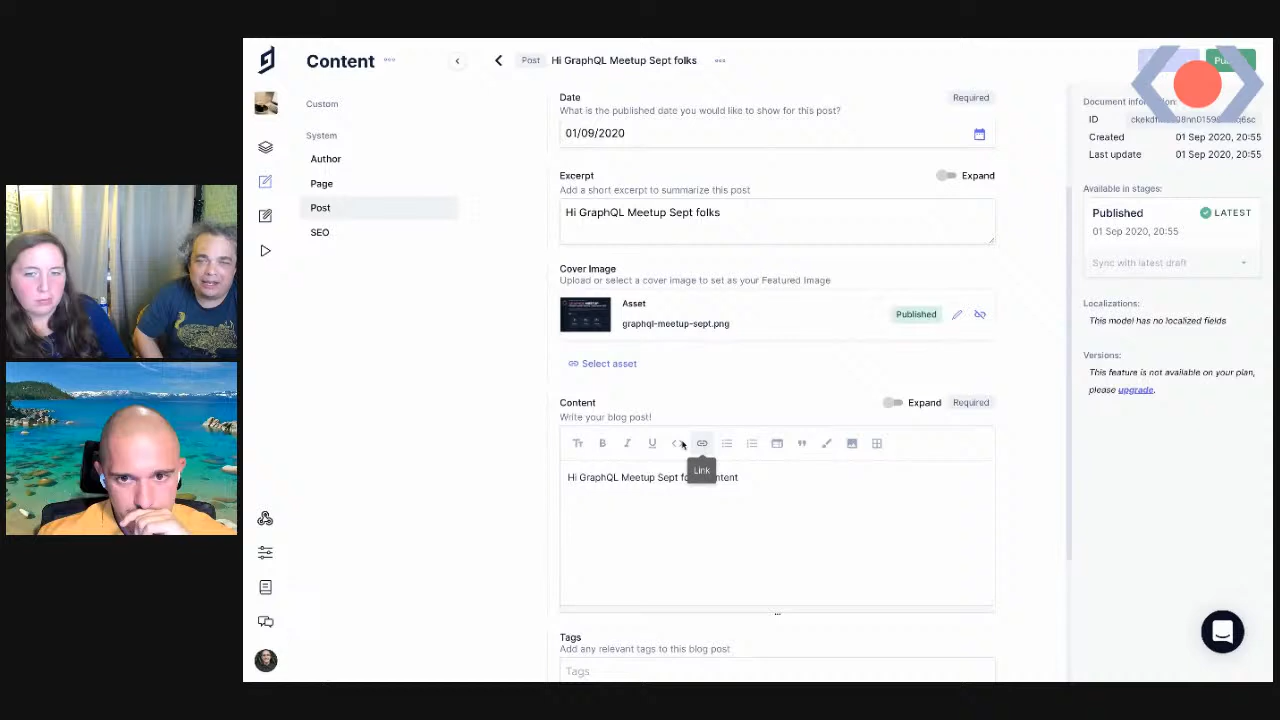 Content
Post
Hi GraphQL Meetup Sept folks
Custom
System
Author
Page
Post
SEO
Date
Required
What is the published date you would like to show for this post?
01/09/2020
Excerpt
Expand
Add a short excerpt to summarize this post
Hi GraphQL Meetup Sept folks
Cover Image
Upload or select a cover image to set as your Featured Image
Asset
graphql-meetup-sept.png
Published
Select asset
Content
Expand
Required
Write your blog post!
Tт B I U
Link
Hi GraphQL Meetup Sept
Tags
Add any relevant tags to this blog post
Tags
Document information:
ID
Created 01 Sep 2020, 20:55
Last update 01 Sep 2020, 20:55
Available in stages:
Published LATEST
01 Sep 2020, 20:55
Sync with latest draft
Localizations:
This model has no localized fields
Versions:
This feature is not available on your plan,
please upgrade.